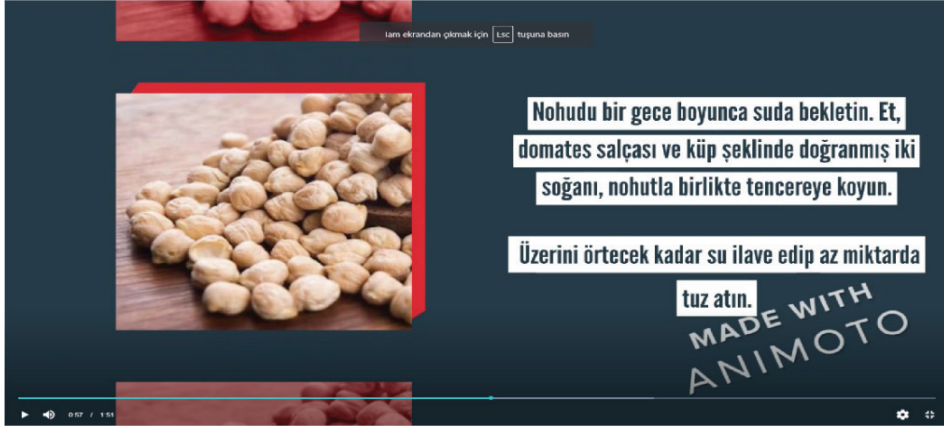 Tam ekrandan çıkmak için Esc tuşuna basın
Nohudu bir gece boyunca suda bekletin. Et,
domates salçası ve küp şeklinde doğranmış iki
soğanı, nohutla birlikte tencereye koyun.
Üzerini örtecek kadar su ilave edip az miktarda
tuz atın.
MADE WITH
ANIMOTO
0:57 / 1:51